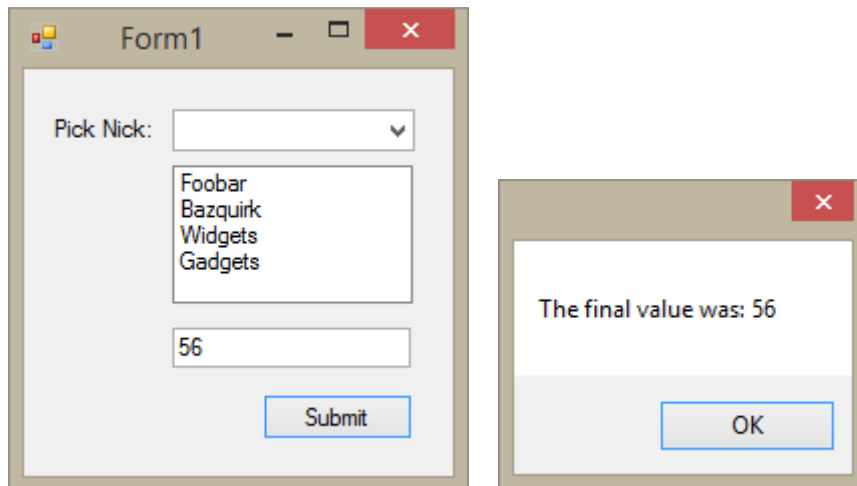 Form1
Pick Nick:
Foobar
Bazquirk
Widgets
Gadgets
56
Submit
The final value was: 56
OK